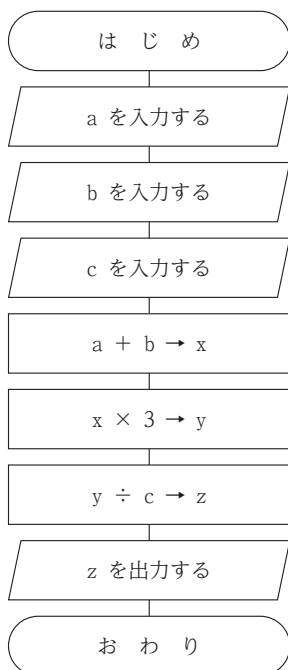 は じ め
a を入力する
b を入力する
c を入力する
a + b → x
x × 3 → y
y ÷ c → z
z を出力する
お わ り